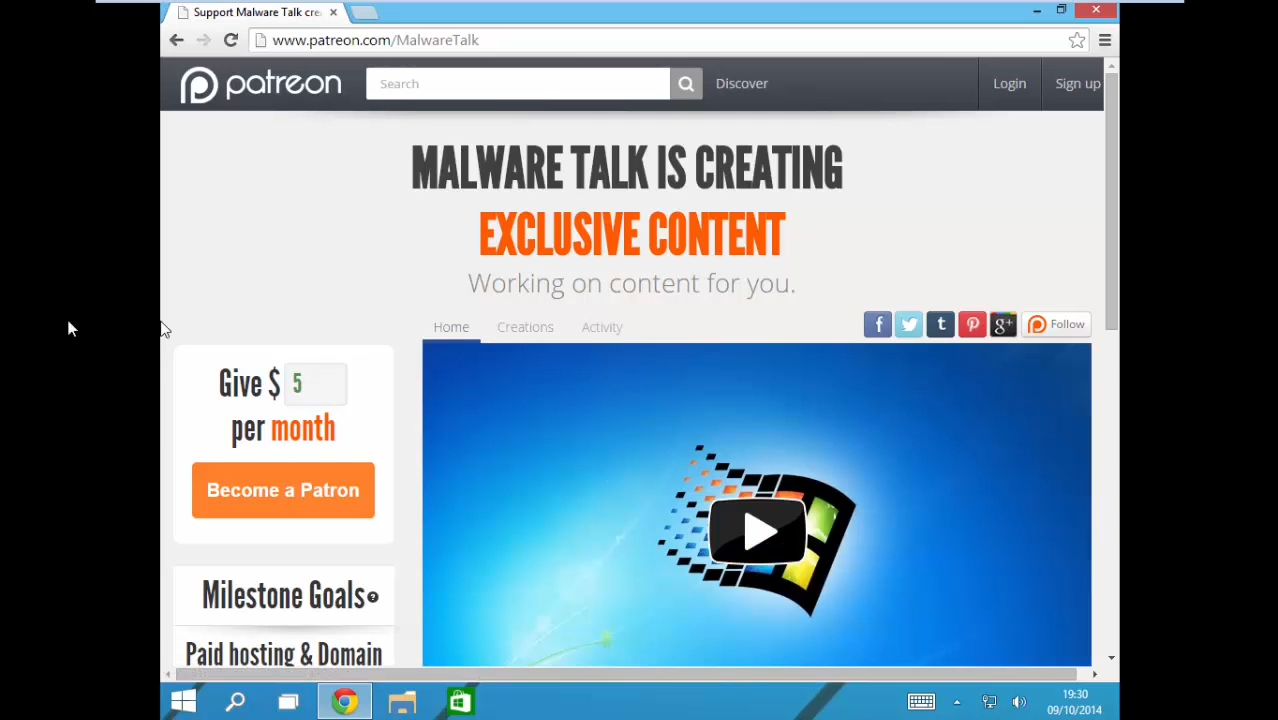 Support Malware Talk cre
www.patreon.com/MalwareTalk
patreon
Search
Discover
Login
Sign up
MALWARE TALK IS CREATING
EXCLUSIVE CONTENT
Working on content for you.
Home
Creations
Activity
f
t
g+
Follow
Give $ 5
per month
Become a Patron
Milestone Goals ?
Paid hosting & Domain
19:30
09/10/2014